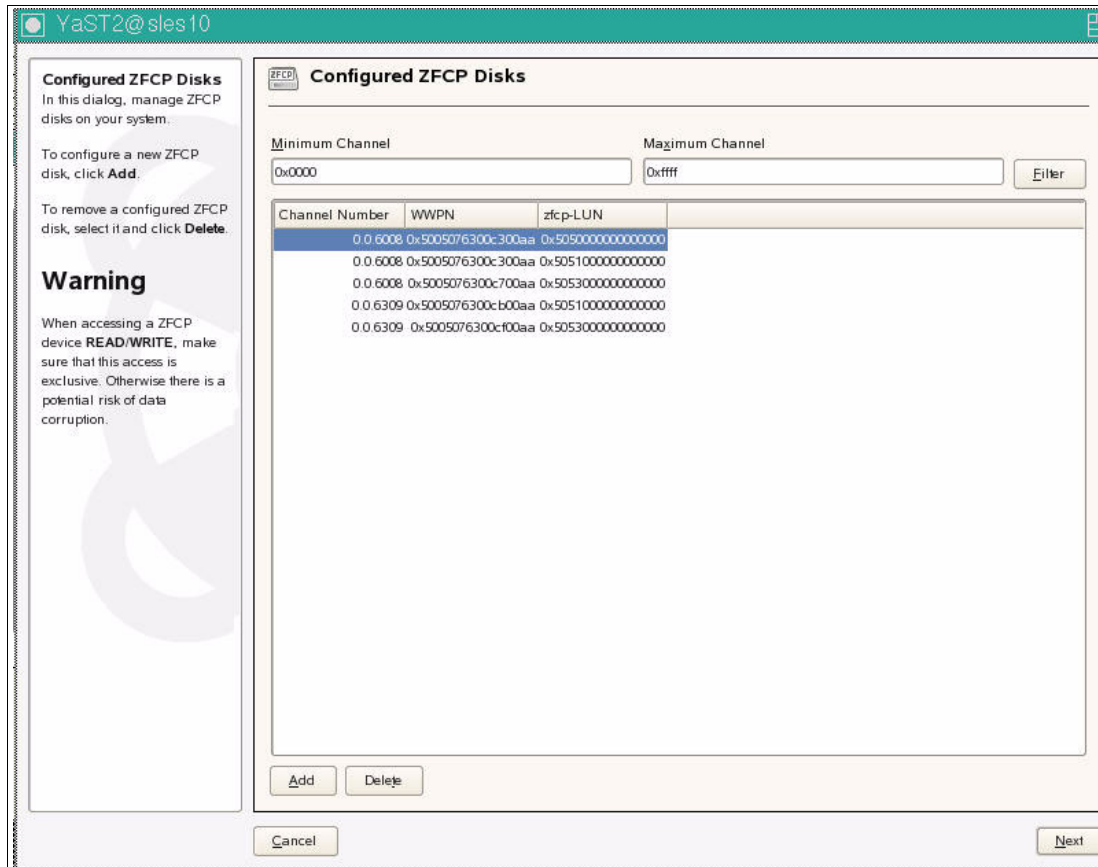 YaST2@sles10
Configured ZFCP Disks
In this dialog, manage ZFCP
disks on your system.
To configure a new ZFCP
disk, click Add.
To remove a configured ZFCP
disk, select it and click Delete.
Warning
When accessing a ZFCP
device READ/WRITE, make
sure that this access is
exclusive. Otherwise there is a
potential risk of data
corruption.
ZFCP
Configured ZFCP Disks
Minimum Channel Maximum Channel
0x0000 0xffff Filter
Channel Number WWPN zfcp-LUN
0.0.6008 0x5005076300c300aa 0x5050000000000000
0.0.6008 0x5005076300c300aa 0x5051000000000000
0.0.6008 0x5005076300c700aa 0x5053000000000000
0.0.6309 0x5005076300cb00aa 0x5051000000000000
0.0.6309 0x5005076300cf00aa 0x5053000000000000
Add Delete
Cancel Next